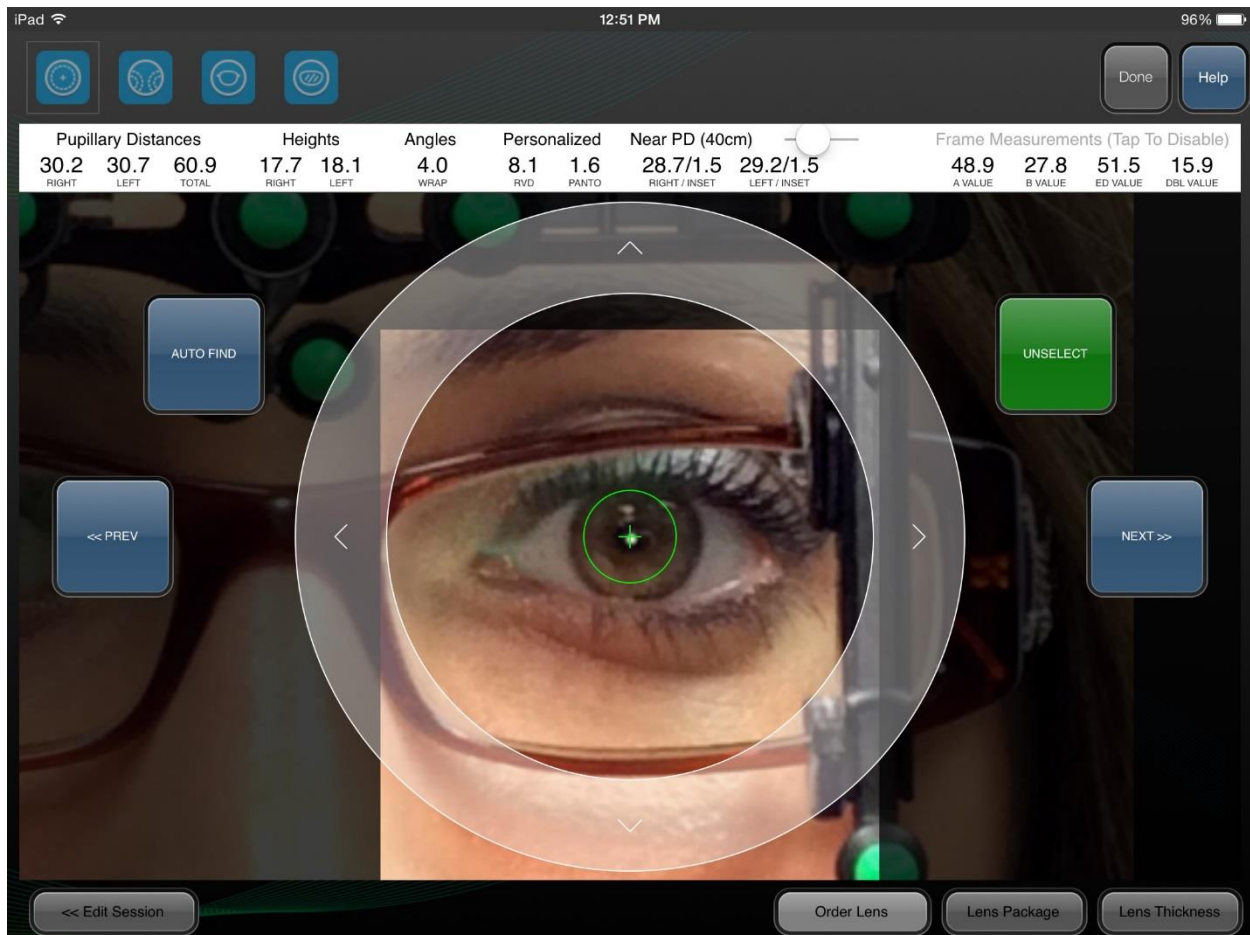 iPad 12:51 PM 96%
Done Help
Pupillary Distances Heights Angles Personalized Near PD (40cm) Frame Measurements (Tap To Disable)
30.2 30.7 60.9 17.7 18.1 4.0 8.1 1.6 28.7/1.5 29.2/1.5 48.9 27.8 51.5 15.9
RIGHT LEFT TOTAL RIGHT LEFT WRAP RVD PANTO RIGHT / INSET LEFT / INSET A VALUE B VALUE ED VALUE DBL VALUE
AUTO FIND UNSELECT
<< PREV NEXT >>
<< Edit Session Order Lens Lens Package Lens Thickness